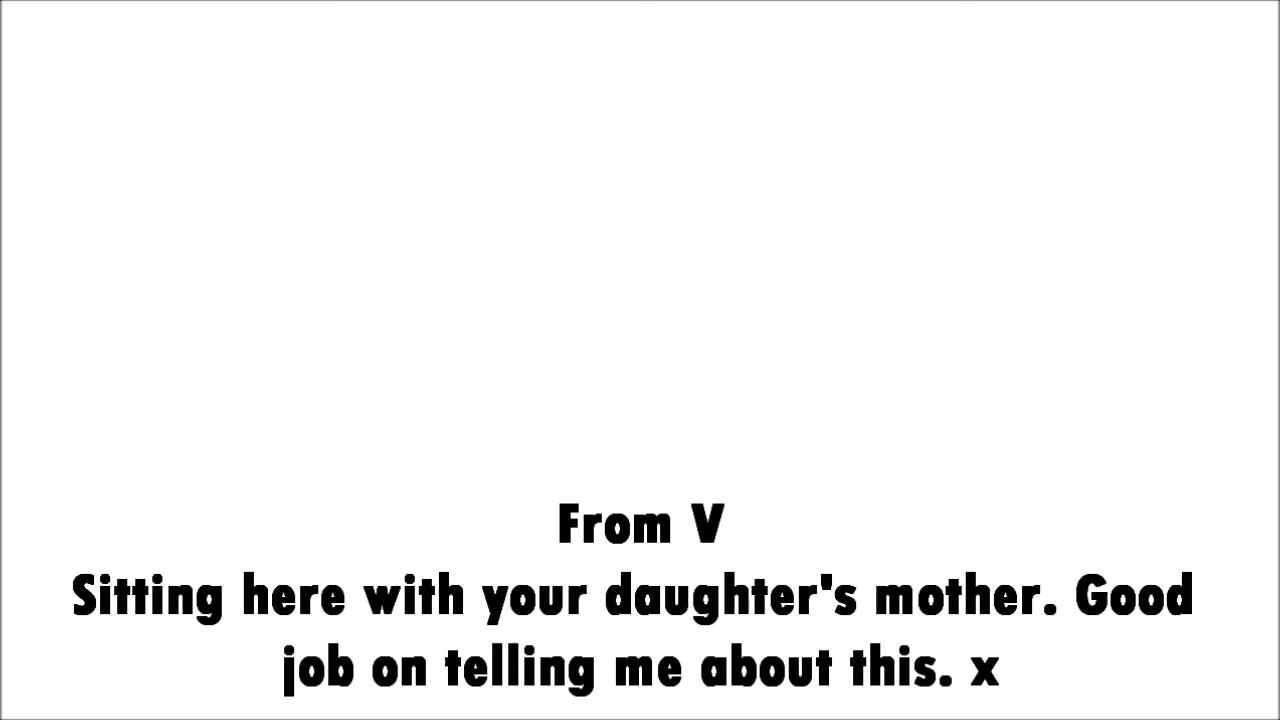 From V
Sitting here with your daughter's mother. Good
job on telling me about this. x